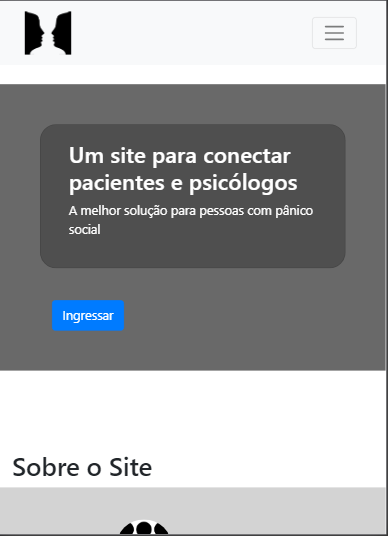 Um site para conectar
pacientes e psicólogos
A melhor solução para pessoas com pânico
social
Ingressar
Sobre o Site